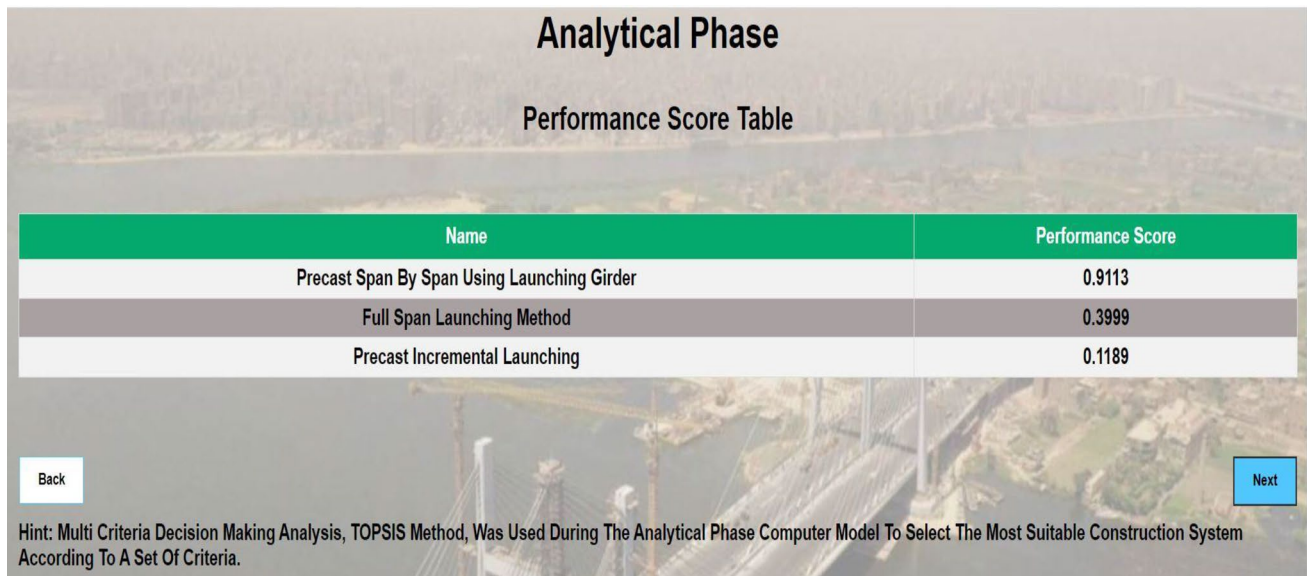 Analytical Phase
Performance Score Table
Name Performance Score
Precast Span By Span Using Launching Girder 0.9113
Full Span Launching Method 0.3999
Precast Incremental Launching 0.1189
Back Next
Hint: Multi Criteria Decision Making Analysis, TOPSIS Method, Was Used During The Analytical Phase Computer Model To Select The Most Suitable Construction System
According To A Set Of Criteria.